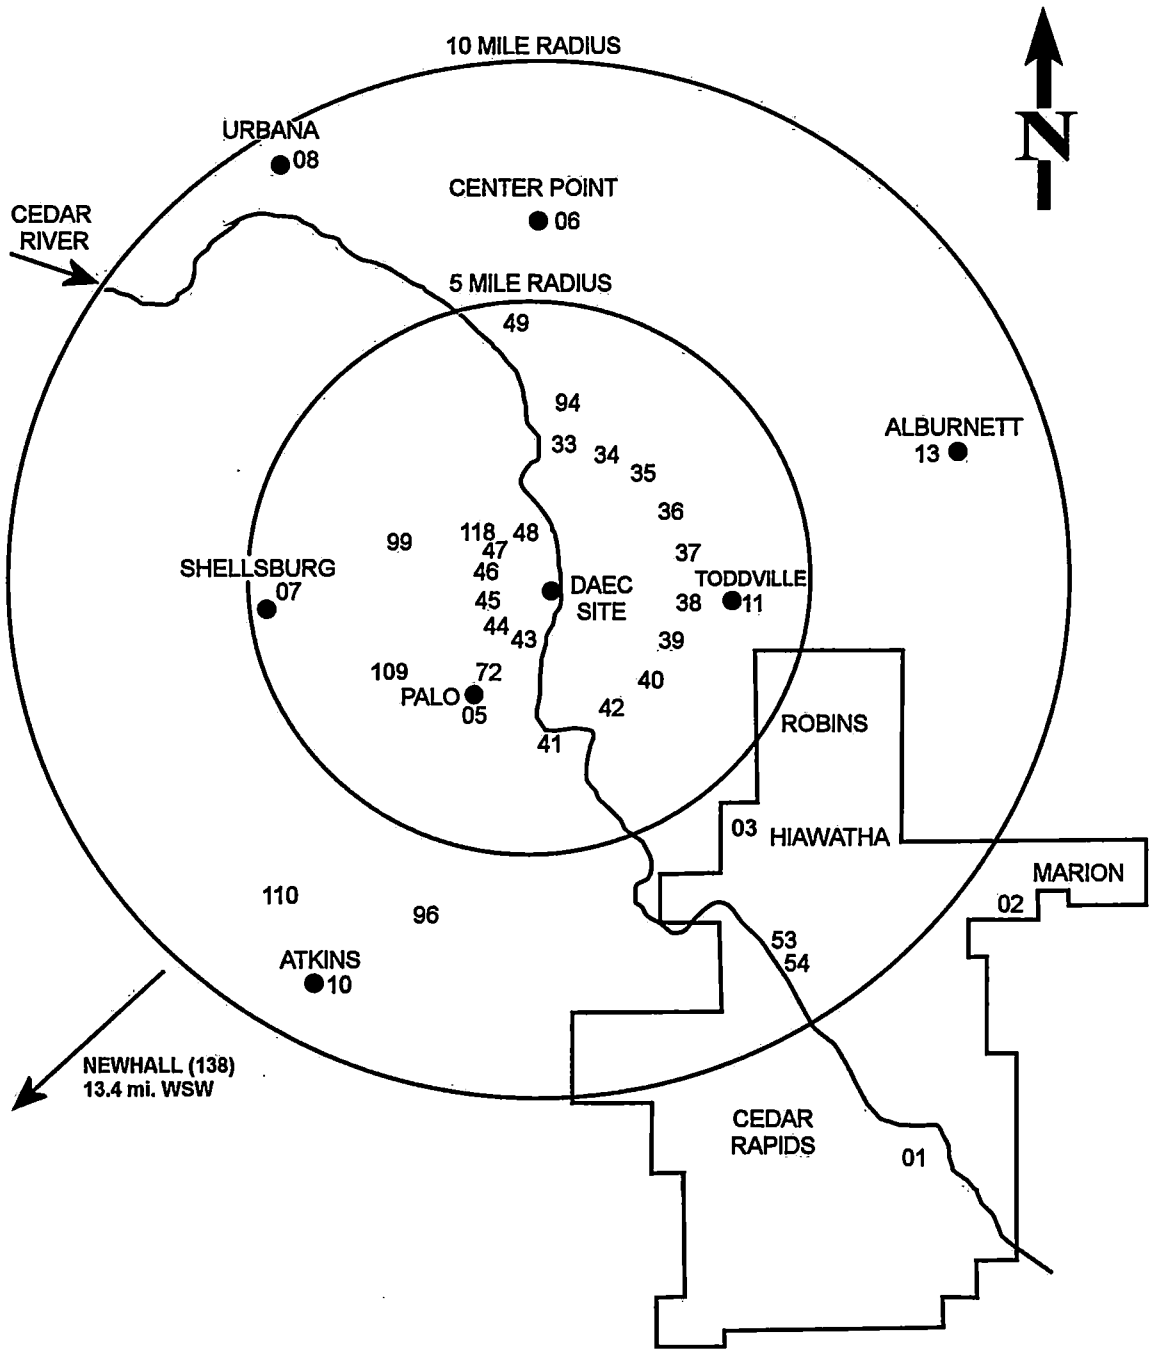 10 MILE RADIUS
N
URBANA
08
CENTER POINT
06
CEDAR
RIVER
5 MILE RADIUS
49
94
33
34
35
36
37
ALBURNETT
13
99
118
48
47
46
SHELLSBURG
07
DAEC
SITE
TODDVILLE
38
11
45
44
43
39
40
42
109
72
PALO
05
41
ROBINS
03
HIAWATHA
MARION
02
110
96
53
54
ATKINS
10
NEWHALL (138)
13.4 mi. WSW
CEDAR
RAPIDS
01